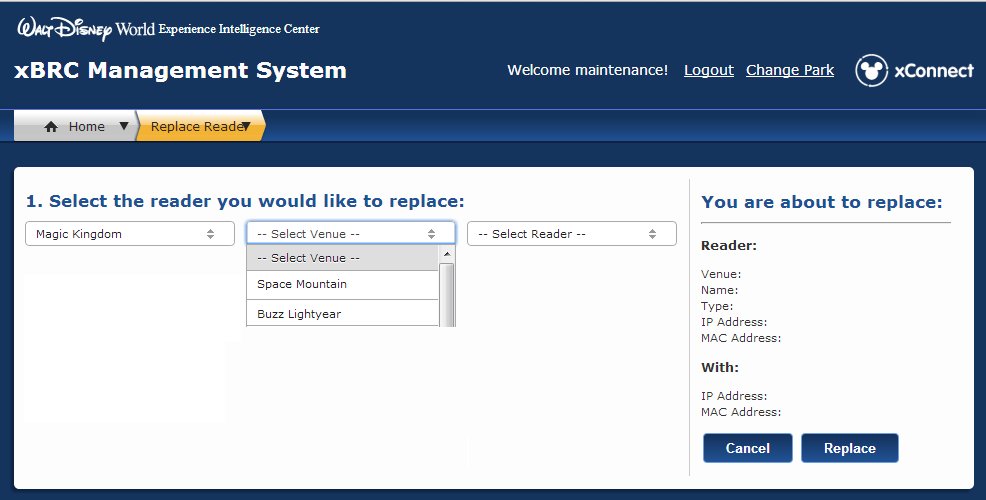 WALT DISNEY World Experience Intelligence Center
xBRC Management System
Welcome maintenance! Logout Change Park xConnect
Home Replace Reade
1. Select the reader you would like to replace:
Magic Kingdom -- Select Venue -- -- Select Reader --
-- Select Venue --
Space Mountain
Buzz Lightyear
You are about to replace:
Reader:
Venue:
Name:
Type:
IP Address:
MAC Address:
With:
IP Address:
MAC Address:
Cancel Replace